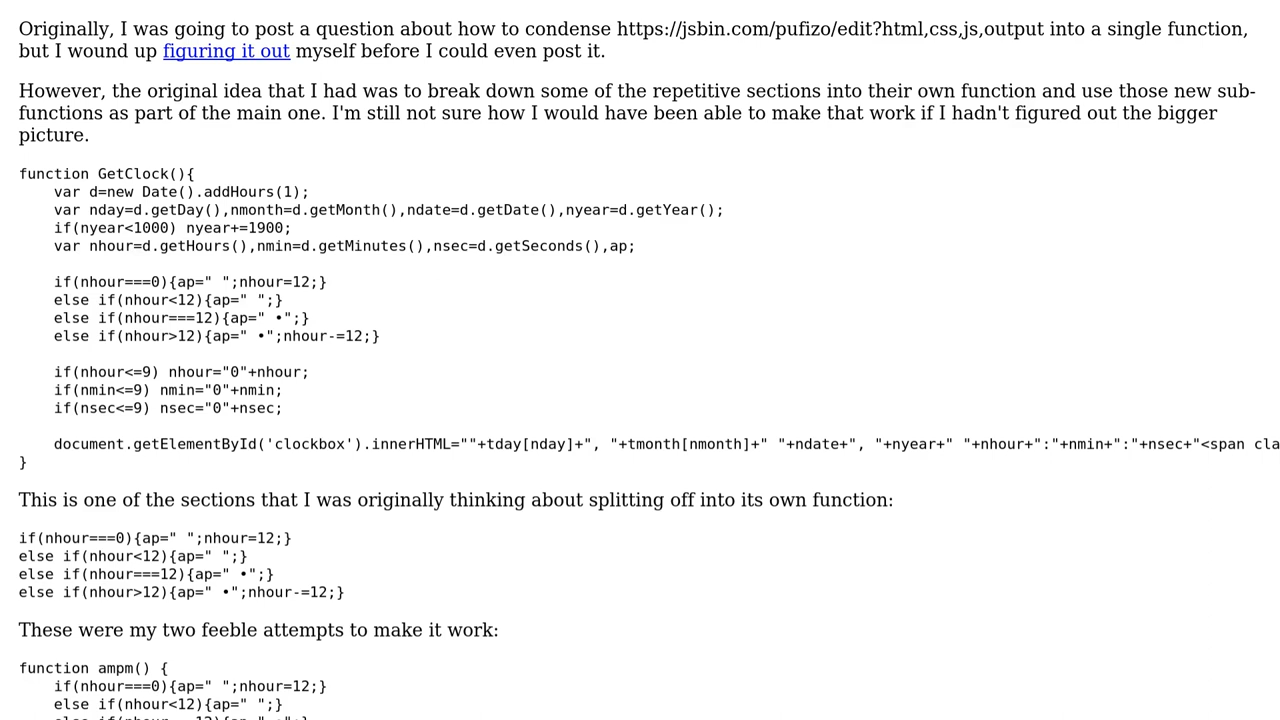 Originally, I was going to post a question about how to condense https://jsbin.com/pufizo/edit?html,css,js,output into a single function,
but I wound up figuring it out myself before I could even post it.
However, the original idea that I had was to break down some of the repetitive sections into their own function and use those new sub-
functions as part of the main one. I'm still not sure how I would have been able to make that work if I hadn't figured out the bigger
picture.
function GetClock(){
    var d=new Date().addHours(1);
    var nday=d.getDay(),nmonth=d.getMonth(),ndate=d.getDate(),nyear=d.getYear();
    if(nyear<1000) nyear+=1900;
    var nhour=d.getHours(),nmin=d.getMinutes(),nsec=d.getSeconds(),ap;
    if(nhour===0){ap=" ";nhour=12;}
    else if(nhour<12){ap=" ";}
    else if(nhour===12){ap=" •";}
    else if(nhour>12){ap=" •";nhour-=12;}
    if(nhour<=9) nhour="0"+nhour;
    if(nmin<=9) nmin="0"+nmin;
    if(nsec<=9) nsec="0"+nsec;
    document.getElementById('clockbox').innerHTML=""+tday[nday]+", "+tmonth[nmonth]+" "+ndate+", "+nyear+" "+nhour+":"+nmin+":"+nsec+"<span cla
}
This is one of the sections that I was originally thinking about splitting off into its own function:
if(nhour===0){ap=" ";nhour=12;}
else if(nhour<12){ap=" ";}
else if(nhour===12){ap=" •";}
else if(nhour>12){ap=" •";nhour-=12;}
These were my two feeble attempts to make it work:
function ampm() {
    if(nhour===0){ap=" ";nhour=12;}
    else if(nhour<12){ap=" ";}